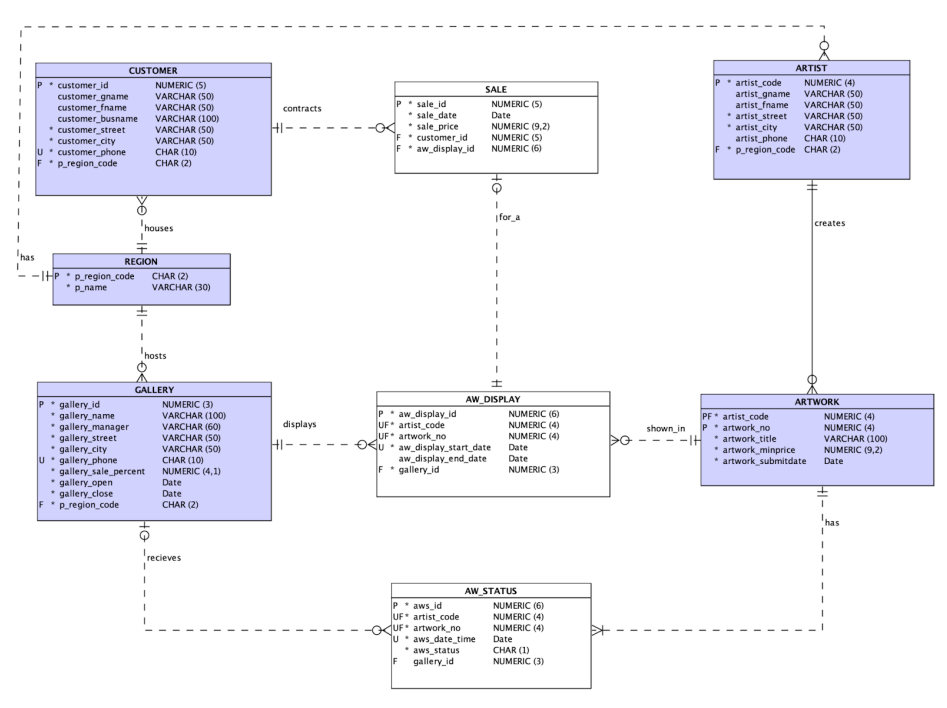 CUSTOMER
P * customer_id NUMERIC (5)
customer_gname VARCHAR (50)
customer_fname VARCHAR (50)
customer_busname VARCHAR (100)
* customer_street VARCHAR (50)
* customer_city VARCHAR (50)
U * customer_phone CHAR (10)
F * p_region_code CHAR (2)
contracts
SALE
P * sale_id NUMERIC (5)
* sale_date Date
* sale_price NUMERIC (9,2)
F * customer_id NUMERIC (5)
F * aw_display_id NUMERIC (6)
ARTIST
P * artist_code NUMERIC (4)
artist_gname VARCHAR (50)
artist_fname VARCHAR (50)
* artist_street VARCHAR (50)
* artist_city VARCHAR (50)
artist_phone CHAR (10)
F * p_region_code CHAR (2)
houses
for_a
creates
has
REGION
P * p_region_code CHAR (2)
* p_name VARCHAR (30)
hosts
GALLERY
P * gallery_id NUMERIC (3)
* gallery_name VARCHAR (100)
* gallery_manager VARCHAR (60)
* gallery_street VARCHAR (50)
* gallery_city VARCHAR (50)
U * gallery_phone CHAR (10)
* gallery_sale_percent NUMERIC (4,1)
* gallery_open Date
* gallery_close Date
F * p_region_code CHAR (2)
displays
AW_DISPLAY
P * aw_display_id NUMERIC (6)
UF * artist_code NUMERIC (4)
UF * artwork_no NUMERIC (4)
U * aw_display_start_date Date
aw_display_end_date Date
F * gallery_id NUMERIC (3)
shown_in
ARTWORK
PF * artist_code NUMERIC (4)
P * artwork_no NUMERIC (4)
* artwork_title VARCHAR (100)
* artwork_minprice NUMERIC (9,2)
* artwork_submitdate Date
has
recieves
AW_STATUS
P * aws_id NUMERIC (6)
UF * artist_code NUMERIC (4)
UF * artwork_no NUMERIC (4)
U * aws_date_time Date
* aws_status CHAR (1)
F gallery_id NUMERIC (3)